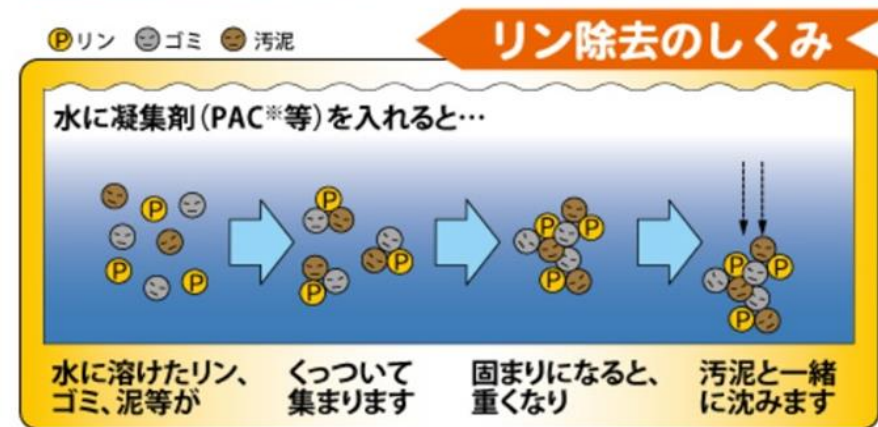 Pリン ゴミ 汚泥
リン除去のしくみ
水に凝集剤(PAC※等)を入れると…
P
P
P
P
P
P
P
P
P
P
P
P
水に溶けたリン、
ゴミ、泥等が
くっついて
集まります
固まりになると、
重くなり
汚泥と一緒
に沈みます